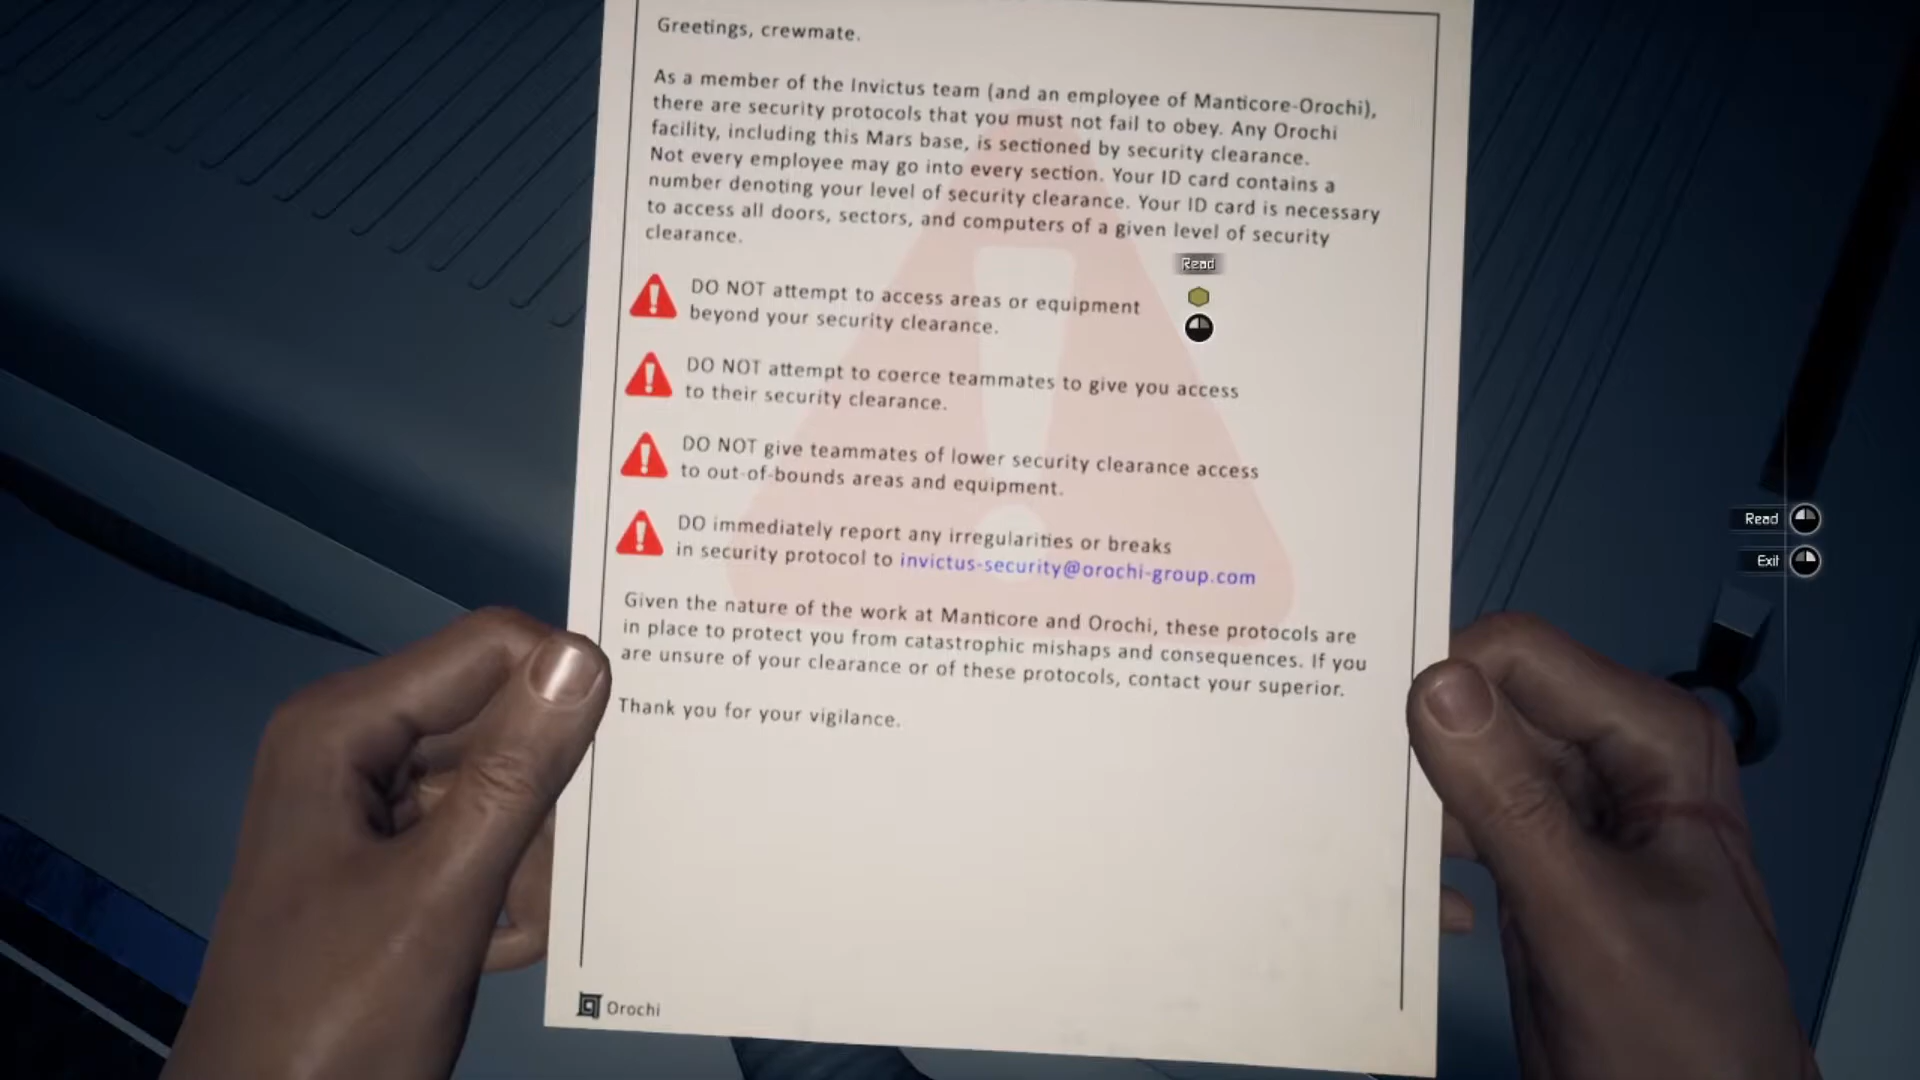 Greetings, crewmate.
As a member of the Invictus team (and an employee of Manticore-Orochi),
there are security protocols that you must not fail to obey. Any Orochi
facility, including this Mars base, is sectioned by security clearance.
Not every employee may go into every section. Your ID card contains a
number denoting your level of security clearance. Your ID card is necessary
to access all doors, sectors, and computers of a given level of security
clearance.
Read
DO NOT attempt to access areas or equipment
beyond your security clearance.
DO NOT attempt to coerce teammates to give you access
to their security clearance.
DO NOT give teammates of lower security clearance access
to out-of-bounds areas and equipment.
Read
DO immediately report any irregularities or breaks
in security protocol to invictus-security@orochi-group.com
Exit
Given the nature of the work at Manticore and Orochi, these protocols are
in place to protect you from catastrophic mishaps and consequences. If you
are unsure of your clearance or of these protocols, contact your superior.
Thank you for your vigilance.
Orochi